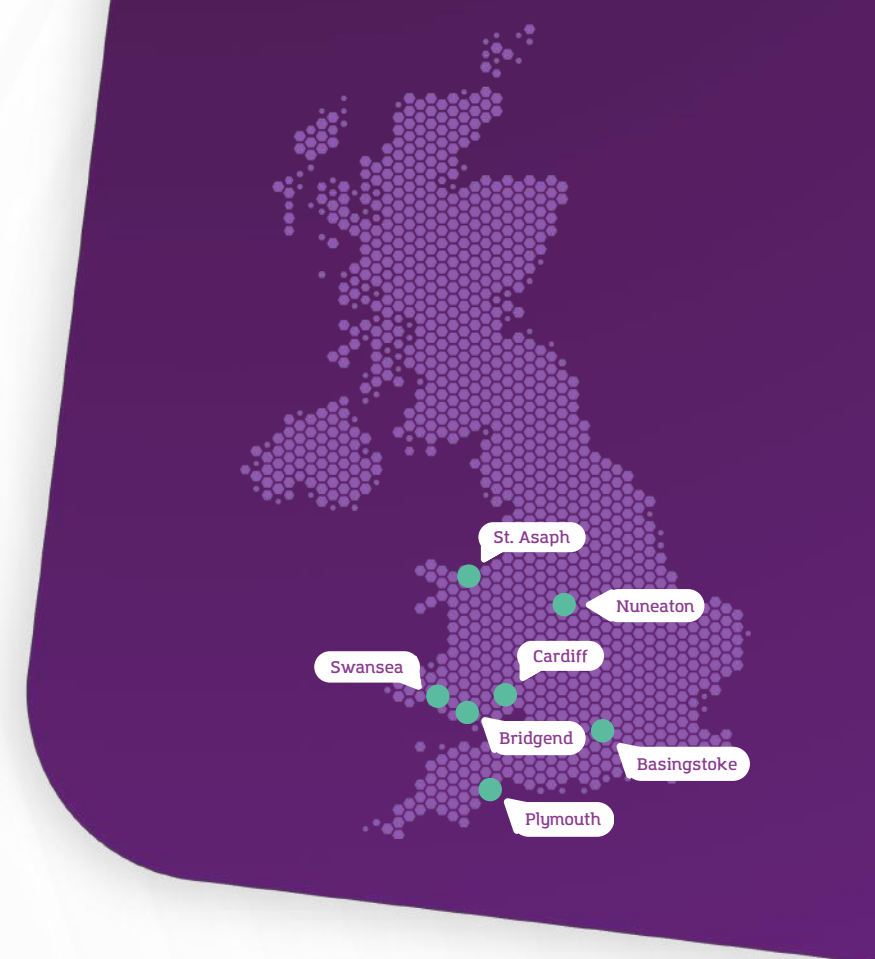 St. Asaph
Nuneaton
Cardiff
Swansea
Bridgend
Basingstoke
Plymouth